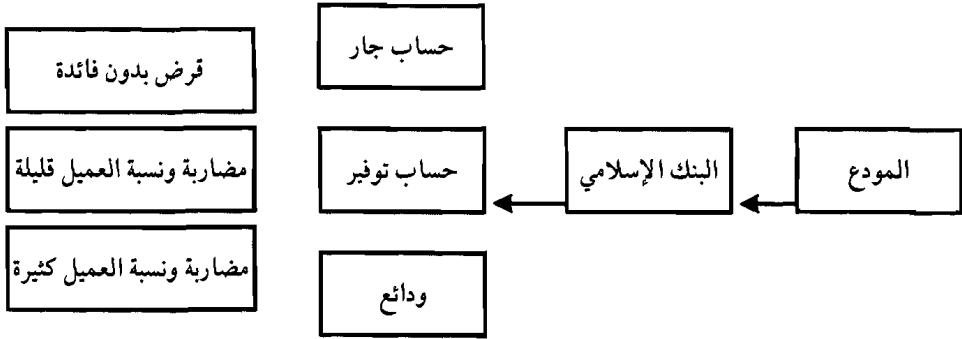 المودع
البنك الإسلامي
حساب جار
حساب توفير
ودائع
قرض بدون فائدة
مضاربة ونسبة العميل قليلة
مضاربة ونسبة العميل كثيرة